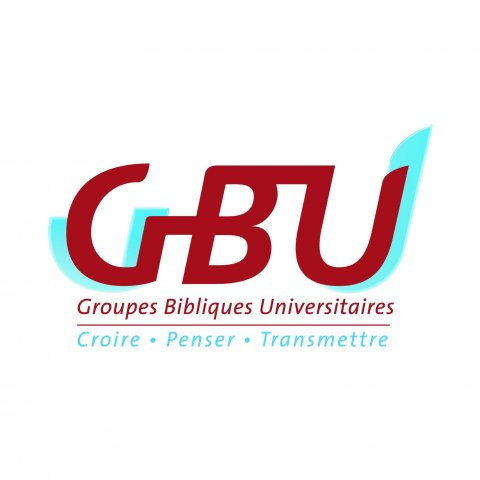 GBU
Groupes Bibliques Universitaires
Croire • Penser • Transmettre